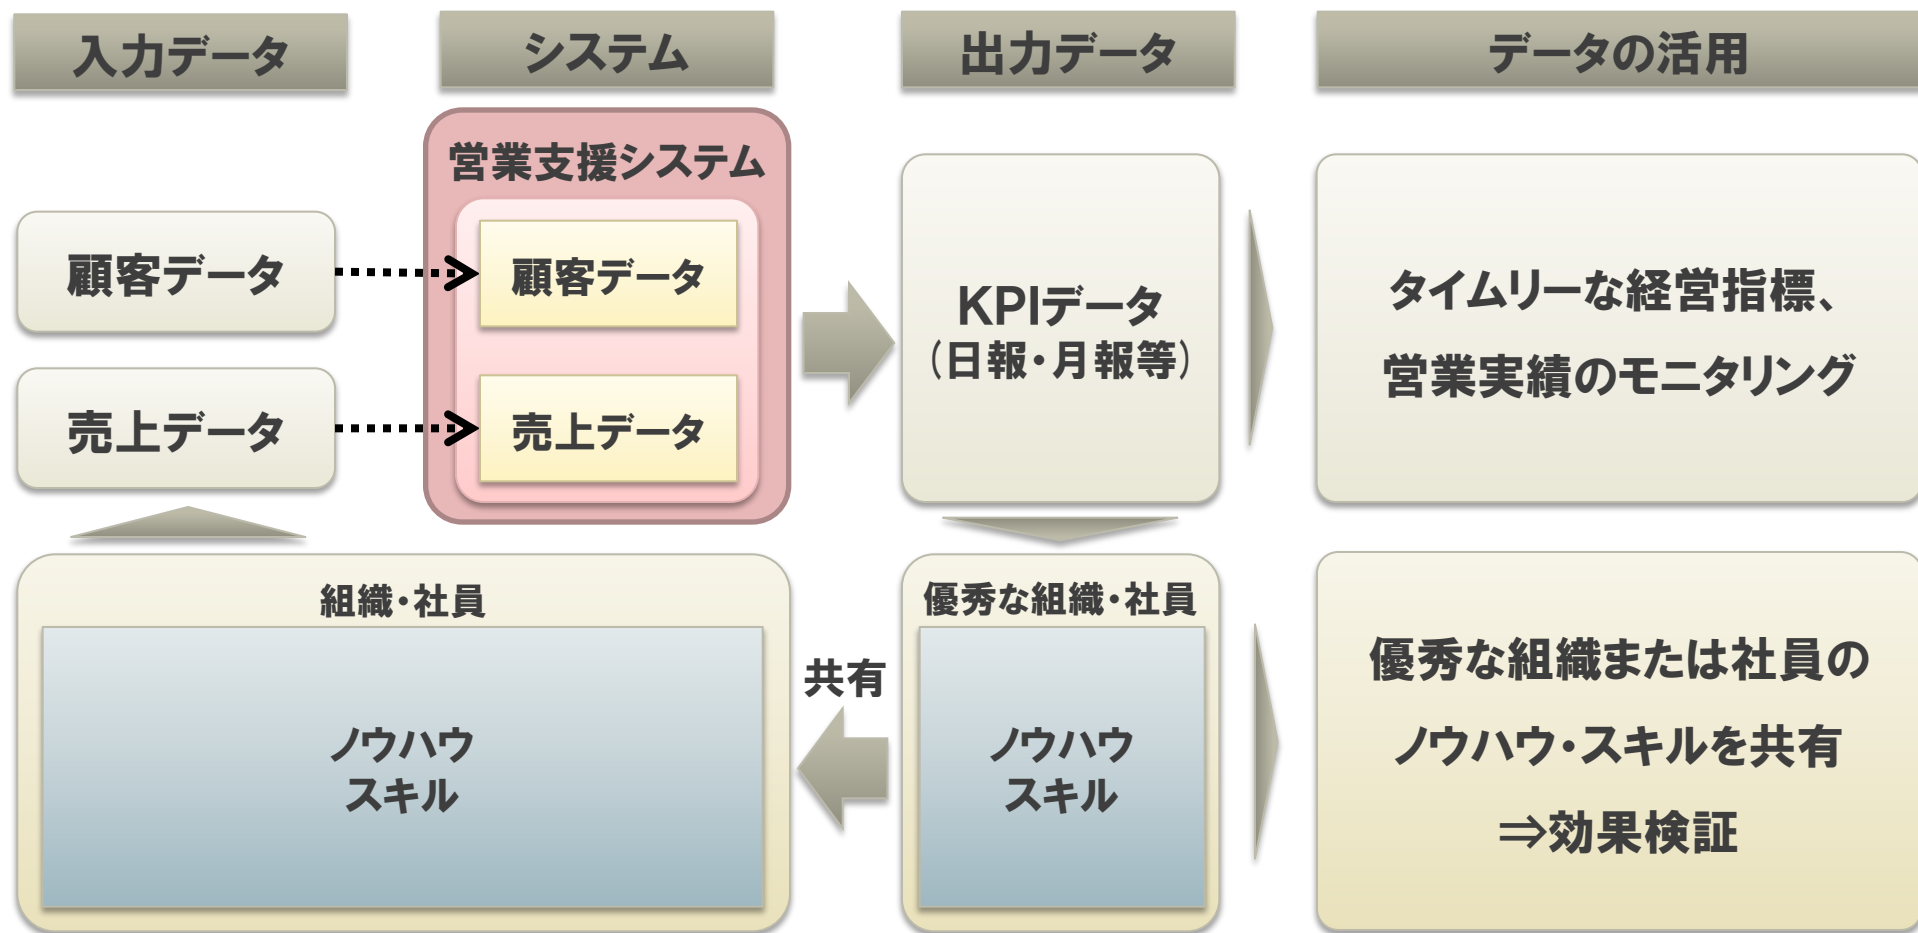 入力データ
システム
出力データ
データの活用
営業支援システム
顧客データ
顧客データ
売上データ
売上データ
KPIデータ
(日報・月報等)
タイムリーな経営指標、
営業実績のモニタリング
組織・社員
ノウハウ
スキル
共有
優秀な組織・社員
ノウハウ
スキル
優秀な組織または社員の
ノウハウ・スキルを共有
⇒効果検証